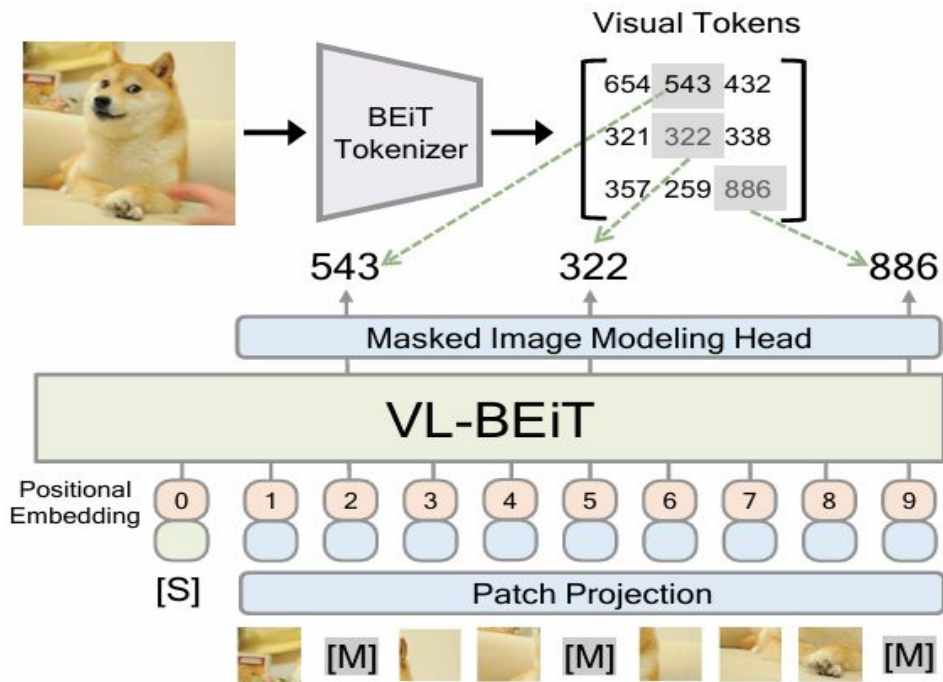 Visual Tokens
BEiT
Tokenizer
654 543 432
321 322 338
357 259 886
543 322 886
Masked Image Modeling Head
VL-BEiT
Positional
Embedding
0 1 2 3 4 5 6 7 8 9
[S]
Patch Projection
[M] [M] [M]